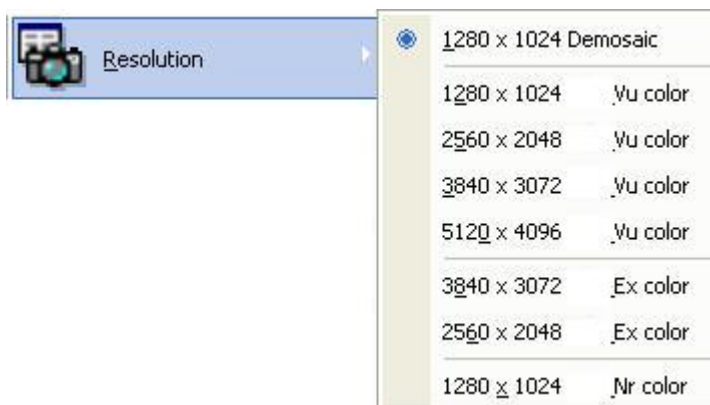 Resolution
1280 x 1024 Demosaic
1280 x 1024 Vu color
2560 x 2048 Vu color
3840 x 3072 Vu color
5120 x 4096 Vu color
3840 x 3072 Ex color
2560 x 2048 Ex color
1280 x 1024 Nr color